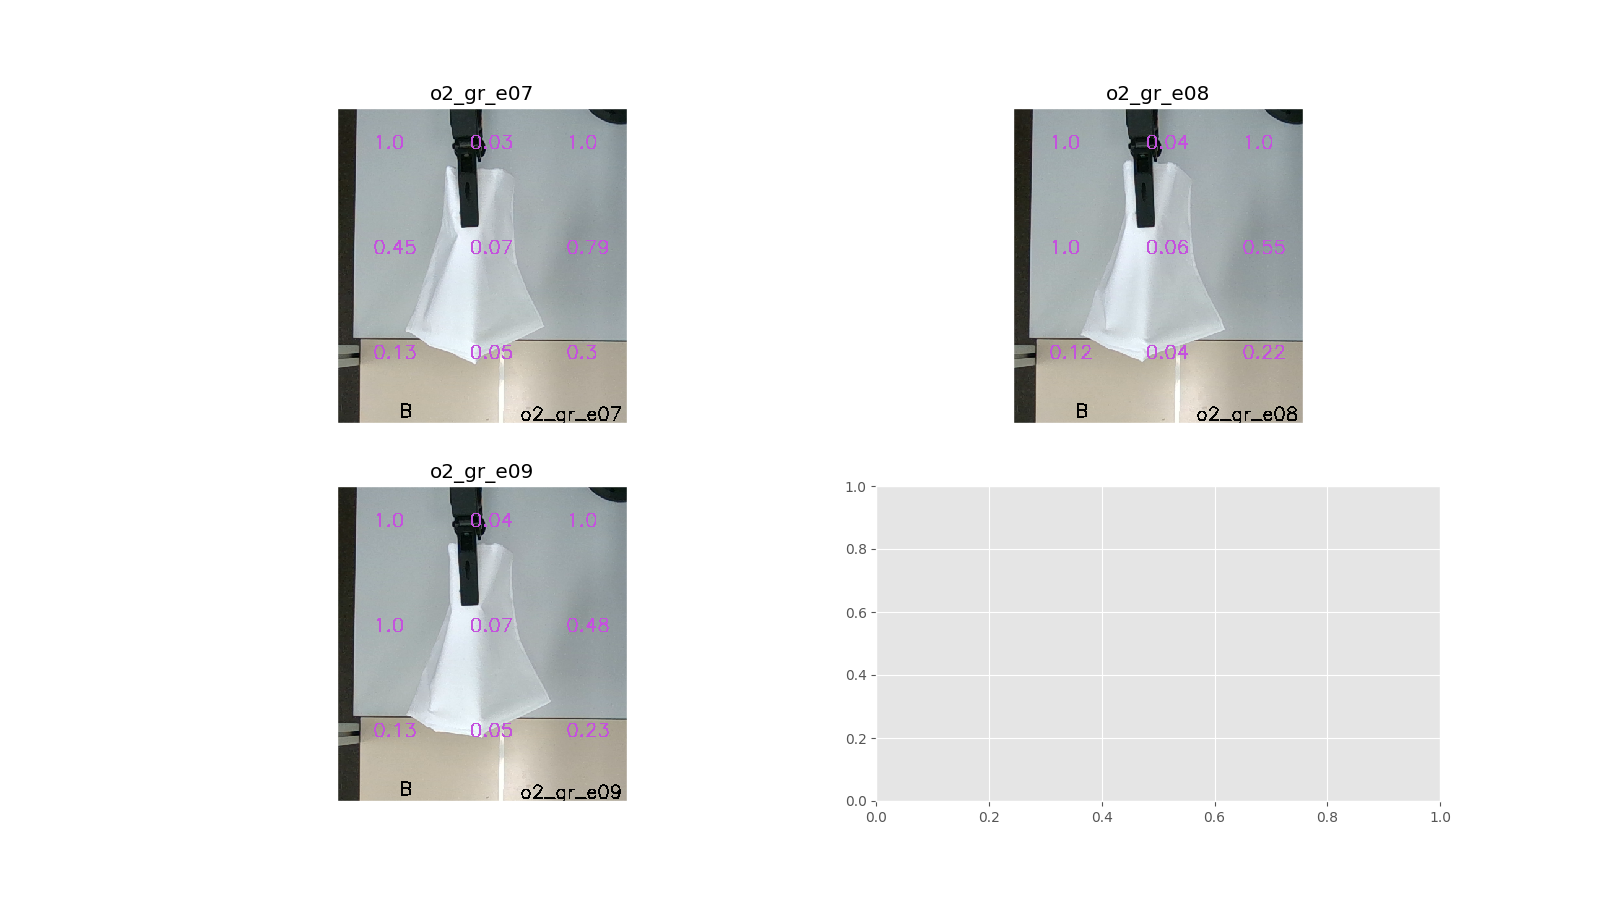 o2_gr_e07
1.0 0.03 1.0
0.45 0.07 0.79
0.13 0.05 0.3
B o2_gr_e07
o2_gr_e08
1.0 0.04 1.0
1.0 0.06 0.55
0.12 0.04 0.22
B o2_gr_e08
o2_gr_e09
1.0 0.04 1.0
1.0 0.07 0.48
0.13 0.05 0.23
B o2_gr_e09
1.0
0.8
0.6
0.4
0.2
0.0
0.0 0.2 0.4 0.6 0.8 1.0